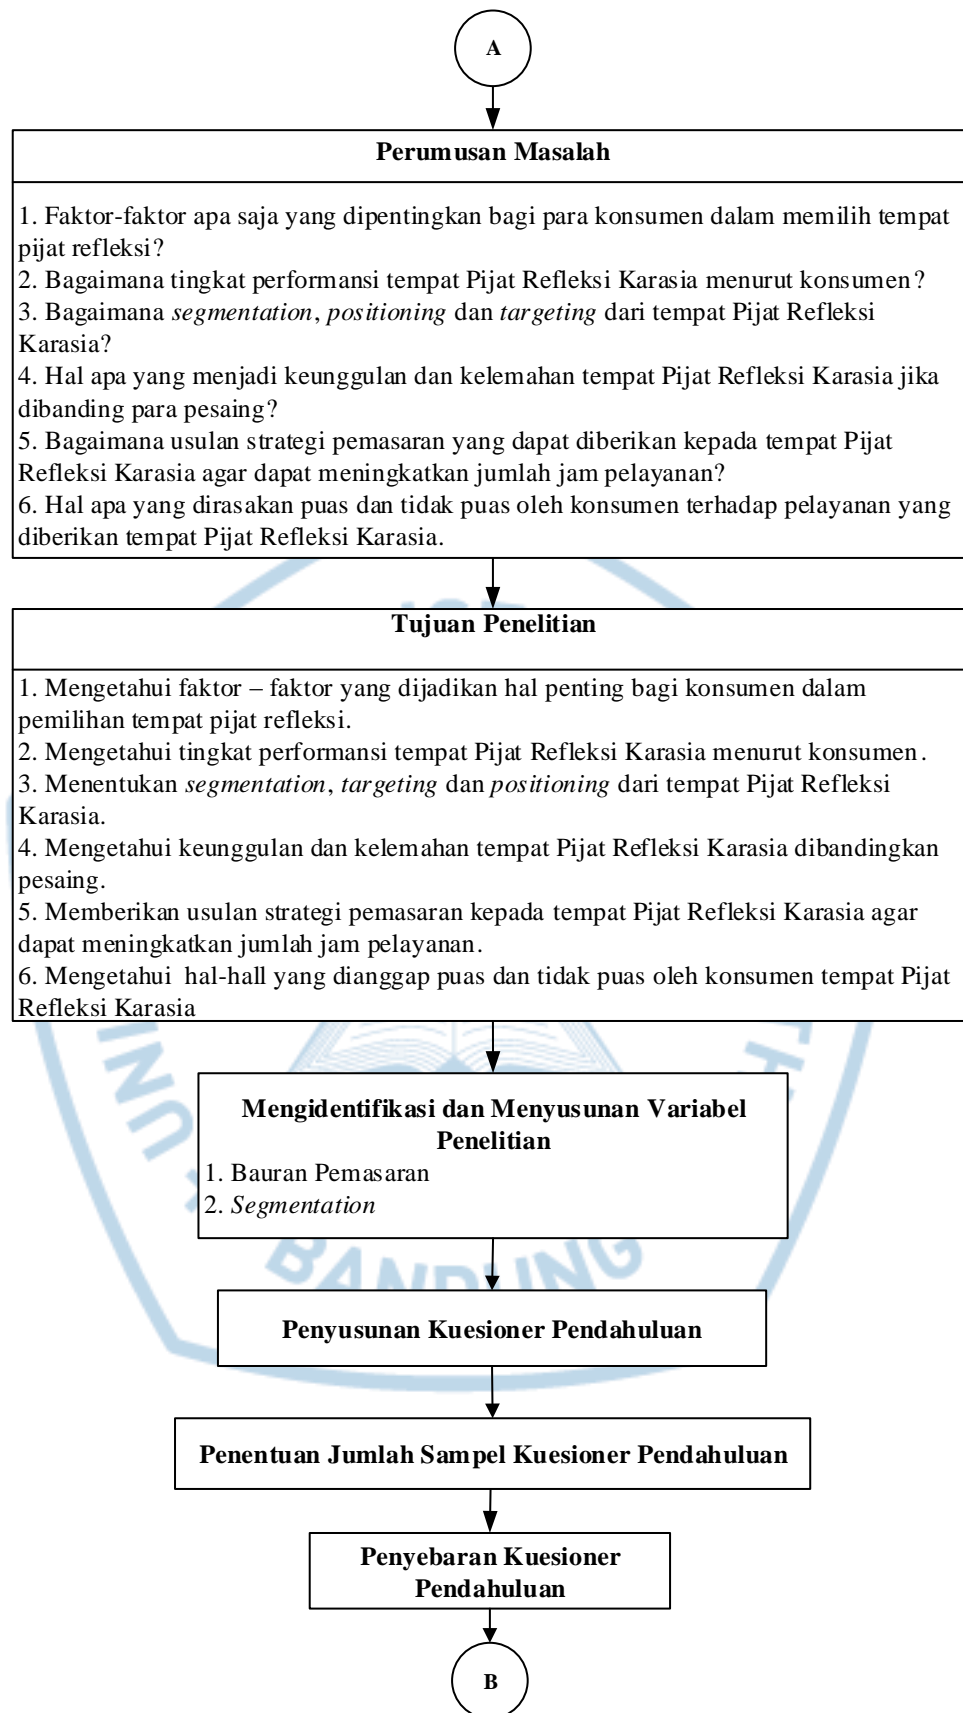 A
Perumusan Masalah
1. Faktor-faktor apa saja yang dipentingkan bagi para konsumen dalam memilih tempat
pijat refleksi?
2. Bagaimana tingkat performansi tempat Pijat Refleksi Karasia menurut konsumen?
3. Bagaimana segmentation, positioning dan targeting dari tempat Pijat Refleksi
Karasia?
4. Hal apa yang menjadi keunggulan dan kelemahan tempat Pijat Refleksi Karasia jika
dibanding para pesaing?
5. Bagaimana usulan strategi pemasaran yang dapat diberikan kepada tempat Pijat
Refleksi Karasia agar dapat meningkatkan jumlah jam pelayanan?
6. Hal apa yang dirasakan puas dan tidak puas oleh konsumen terhadap pelayanan yang
diberikan tempat Pijat Refleksi Karasia.
Tujuan Penelitian
1. Mengetahui faktor – faktor yang dijadikan hal penting bagi konsumen dalam
pemilihan tempat pijat refleksi.
2. Mengetahui tingkat performansi tempat Pijat Refleksi Karasia menurut konsumen.
3. Menentukan segmentation, targeting dan positioning dari tempat Pijat Refleksi
Karasia.
4. Mengetahui keunggulan dan kelemahan tempat Pijat Refleksi Karasia dibandingkan
pesaing.
5. Memberikan usulan strategi pemasaran kepada tempat Pijat Refleksi Karasia agar
dapat meningkatkan jumlah jam pelayanan.
6. Mengetahui hal-hall yang dianggap puas dan tidak puas oleh konsumen tempat Pijat
Refleksi Karasia
Mengidentifikasi dan Menyusunan Variabel
Penelitian
1. Bauran Pemasaran
2. Segmentation
BANDUNG
Penyusunan Kuesioner Pendahuluan
Penentuan Jumlah Sampel Kuesioner Pendahuluan
Penyebaran Kuesioner
Pendahuluan
B